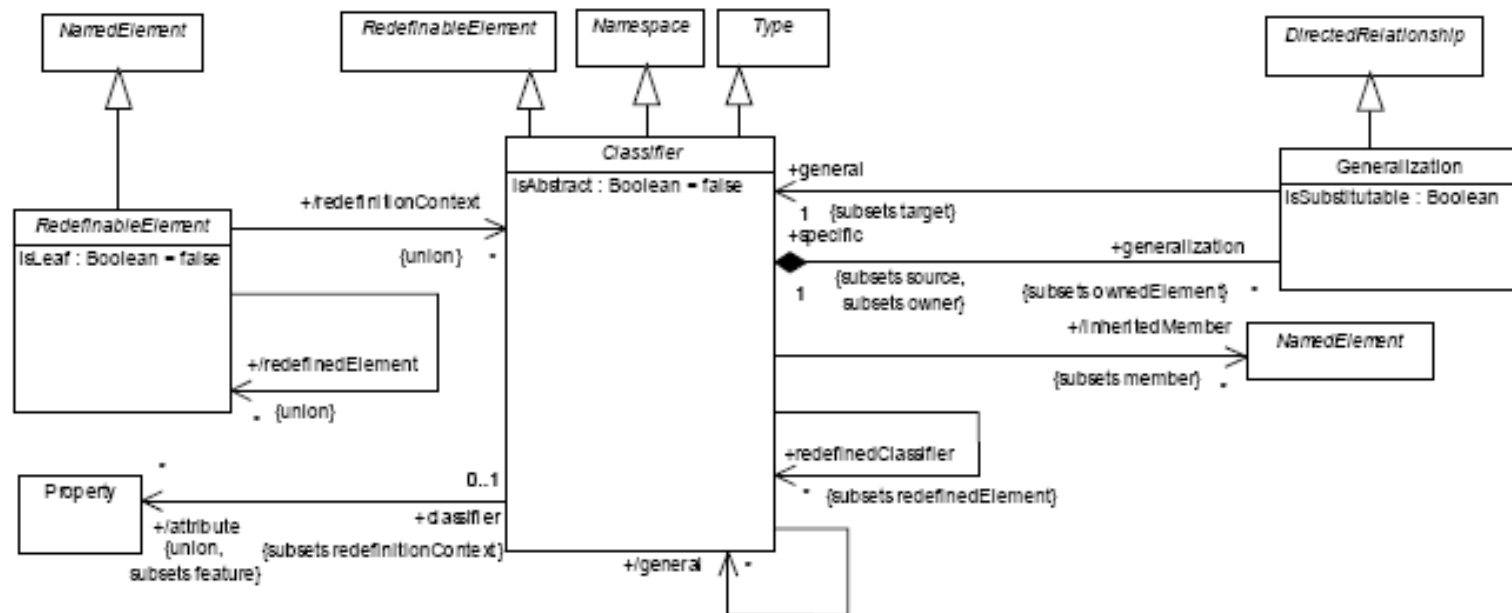 NamedElement
RedefinableElement
Namespace
Type
DirectedRelationship
Classifier
isAbstract : Boolean = false
Generalization
isSubstitutable : Boolean
+general
1 {subsets target}
+specific
+generalization
1 {subsets source,
subsets owner}
{subsets ownedElement} *
+/redefinitionContext
{union} *
RedefinableElement
isLeaf : Boolean = false
+/redefinedElement
* {union}
+/inheritedMember
{subsets member} *
NamedElement
+redefinedClassifier
* {subsets redefinedElement}
Property
*
0..1
+/attribute
{union,
subsets feature}
+classifier
{subsets redefinitionContext}
+/general *